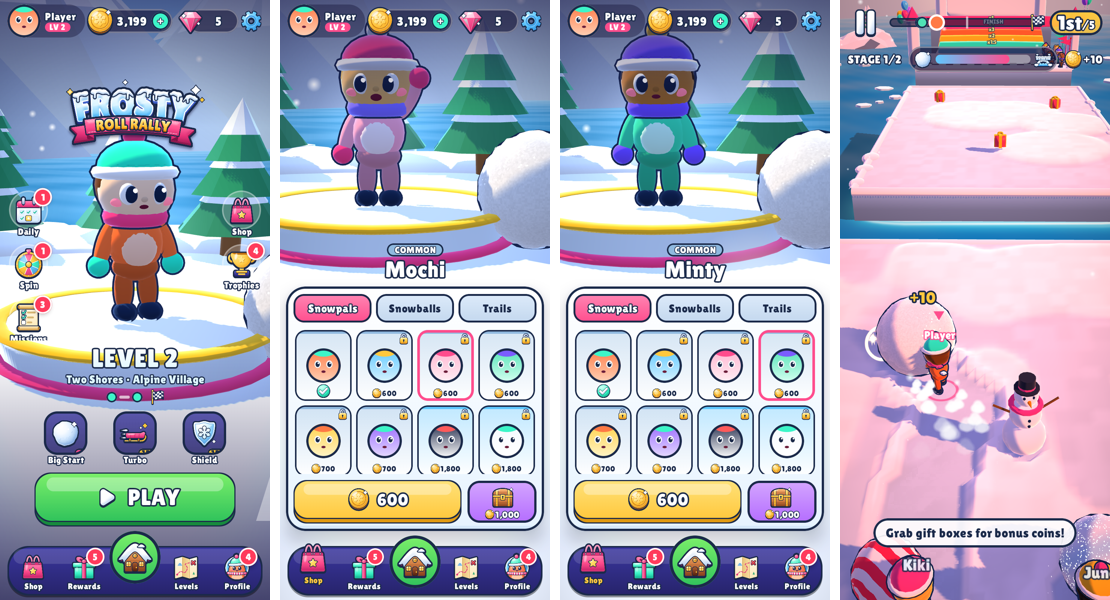 Player
LV 2
3,199
5
FROSTY
ROLL RALLY
1
Daily
Shop
1
Spin
4
Trophies
3
Missions
LEVEL 2
Two Shores · Alpine Village
Big Start
Turbo
Shield
PLAY
Shop
5
Rewards
Levels
4
Profile
Player
LV 2
3,199
5
COMMON
Mochi
Snowpals
Snowballs
Trails
600
600
600
700
700
1,800
1,800
600
1,000
Shop
5
Rewards
Levels
4
Profile
Player
LV 2
3,199
5
COMMON
Minty
Snowpals
Snowballs
Trails
600
600
600
700
700
1,800
1,800
600
1,000
Shop
5
Rewards
Levels
4
Profile
FINISH
1st/5
STAGE 1/2
+10
+10
Player
Grab gift boxes for bonus coins!
Kiki
Jun